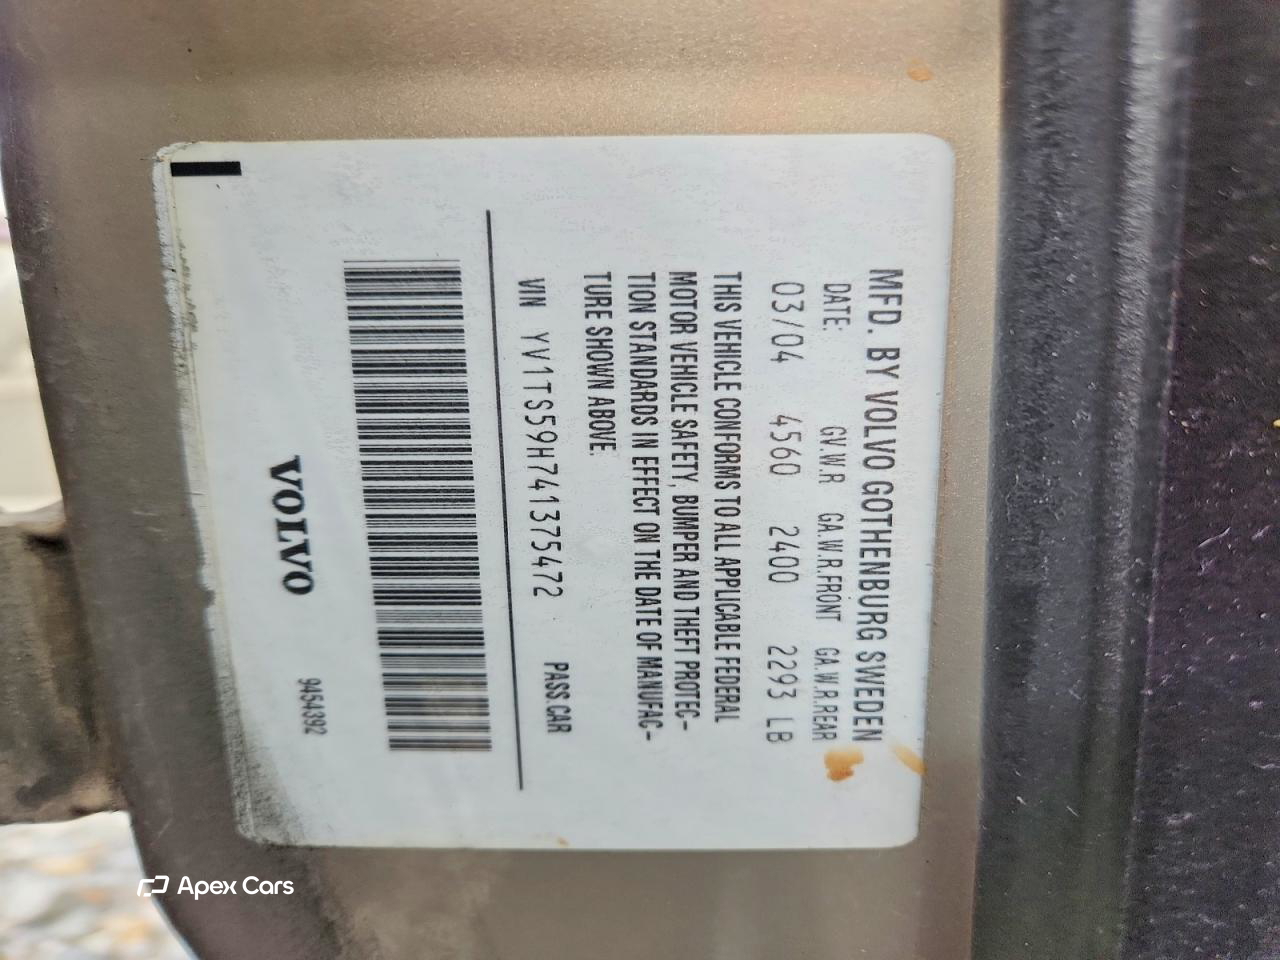 MFD. BY VOLVO GOTHENBURG SWEDEN
DATE: GV.W.R GA.W.R.FRONT GA.W.R.REAR
03/04 4560 2400 2293 LB
THIS VEHICLE CONFORMS TO ALL APPLICABLE FEDERAL
MOTOR VEHICLE SAFETY, BUMPER AND THEFT PROTEC-
TION STANDARDS IN EFFECT ON THE DATE OF MANUFAC-
TURE SHOWN ABOVE.
VIN YV1TS59H741375472 PASS.CAR
VOLVO
9454392
Apex Cars